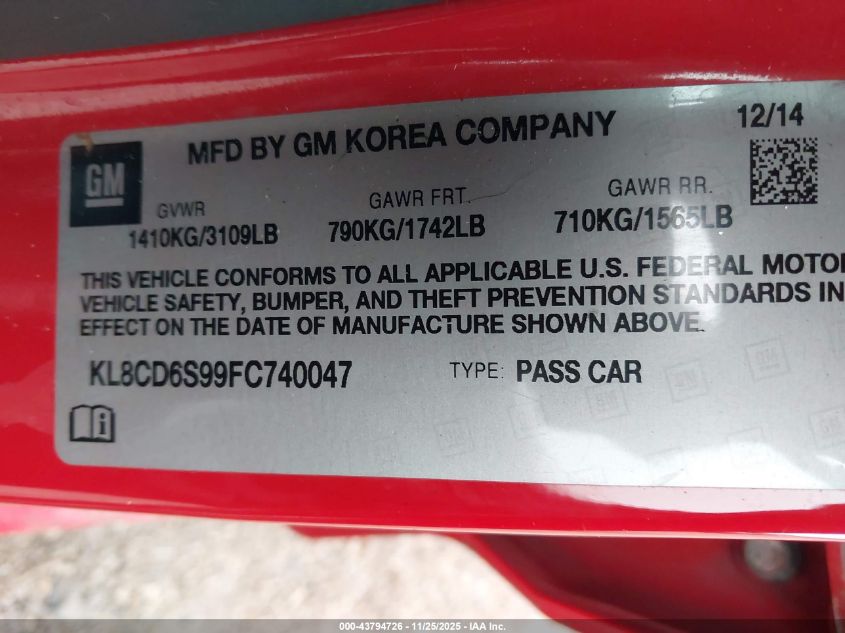 MFD BY GM KOREA COMPANY 12/14
GM
GVWR GAWR FRT. GAWR RR.
1410KG/3109LB 790KG/1742LB 710KG/1565LB
THIS VEHICLE CONFORMS TO ALL APPLICABLE U.S. FEDERAL MOTOR
VEHICLE SAFETY, BUMPER, AND THEFT PREVENTION STANDARDS IN
EFFECT ON THE DATE OF MANUFACTURE SHOWN ABOVE.
KL8CD6S99FC740047 TYPE: PASS CAR
000-43794726 - 11/25/2025 - IAA Inc.